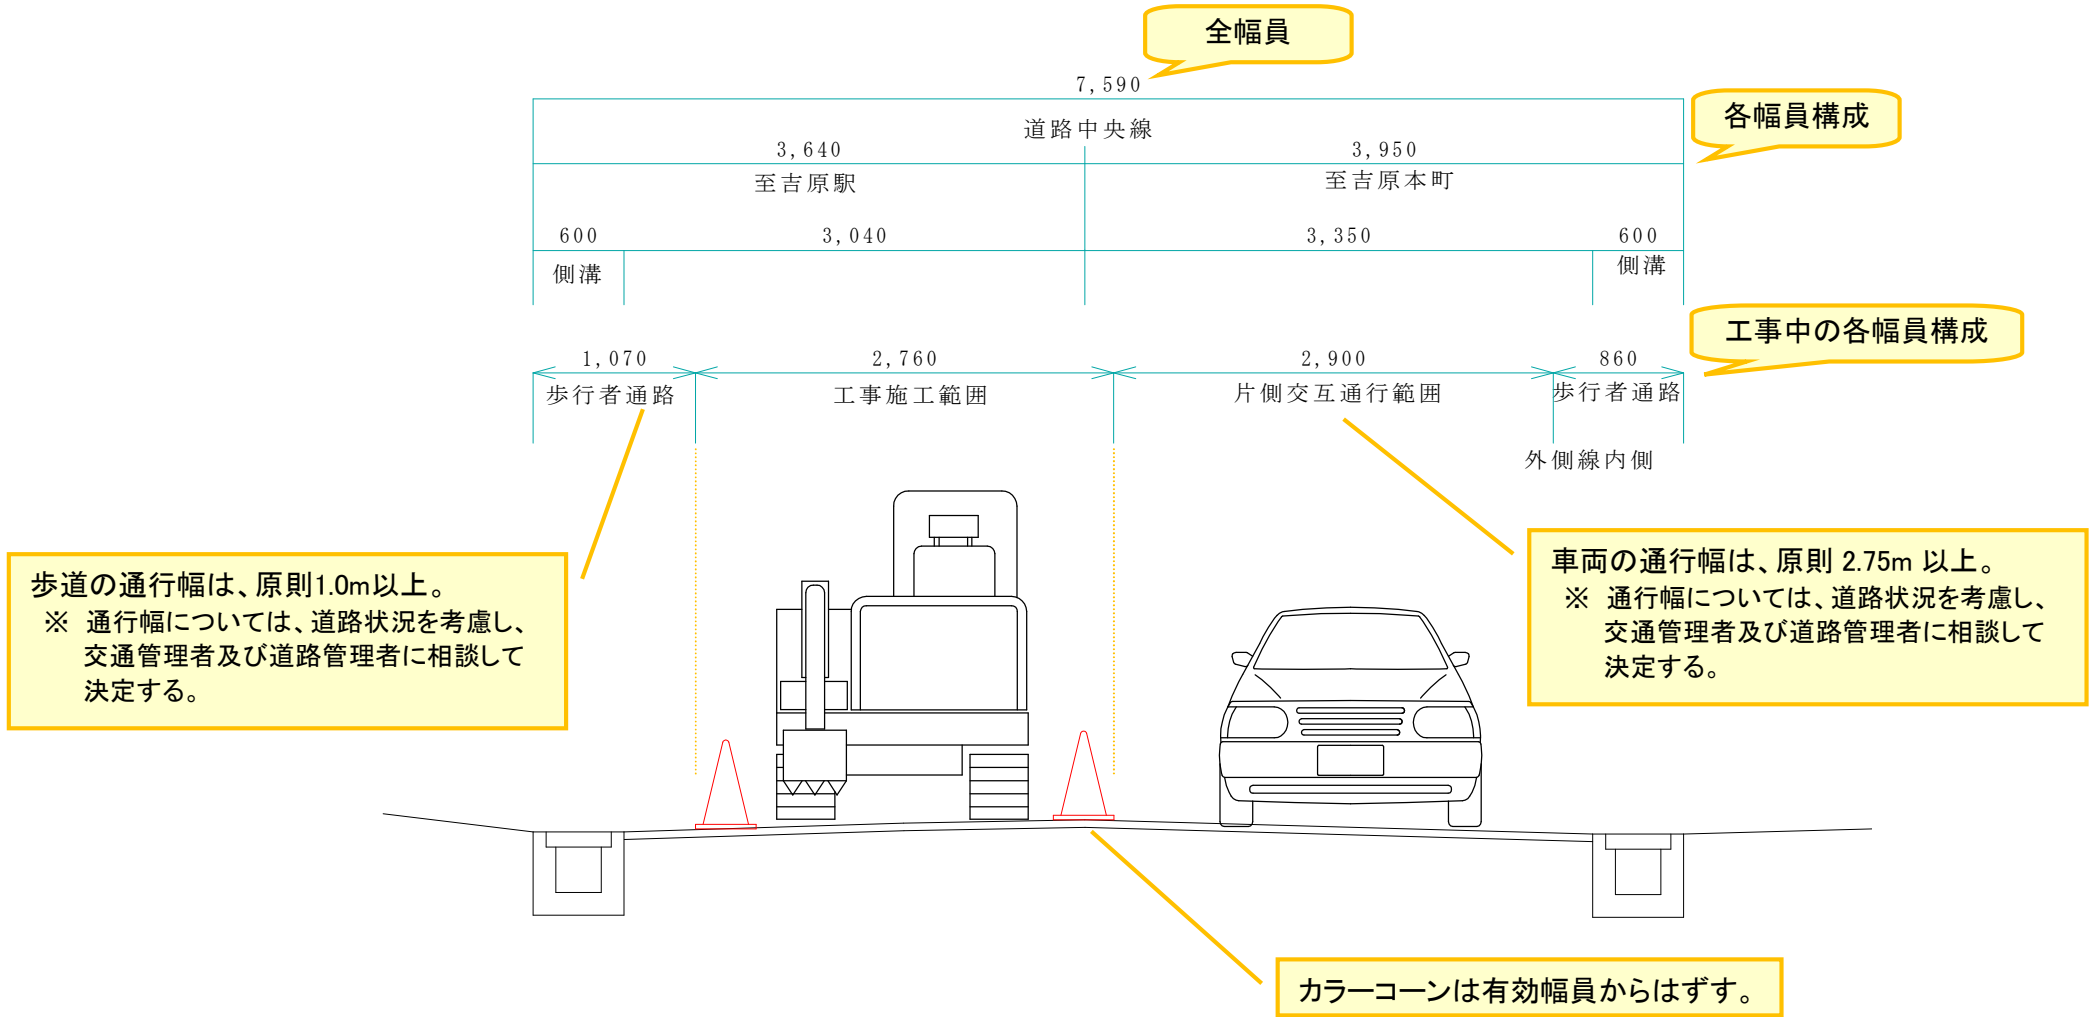 全幅員
7,590
各幅員構成
道路中央線
3,640
3,950
至吉原駅
至吉原本町
600
3,040
3,350
600
側溝
側溝
工事中の各幅員構成
1,070
2,760
2,900
860
歩行者通路
工事施工範囲
片側交互通行範囲
歩行者通路
外側線内側
歩道の通行幅は、原則1.0m以上。
※ 通行幅については、道路状況を考慮し、
交通管理者及び道路管理者に相談して
決定する。
車両の通行幅は、原則 2.75m 以上。
※ 通行幅については、道路状況を考慮し、
交通管理者及び道路管理者に相談して
決定する。
カラーコーンは有効幅員からはずす。